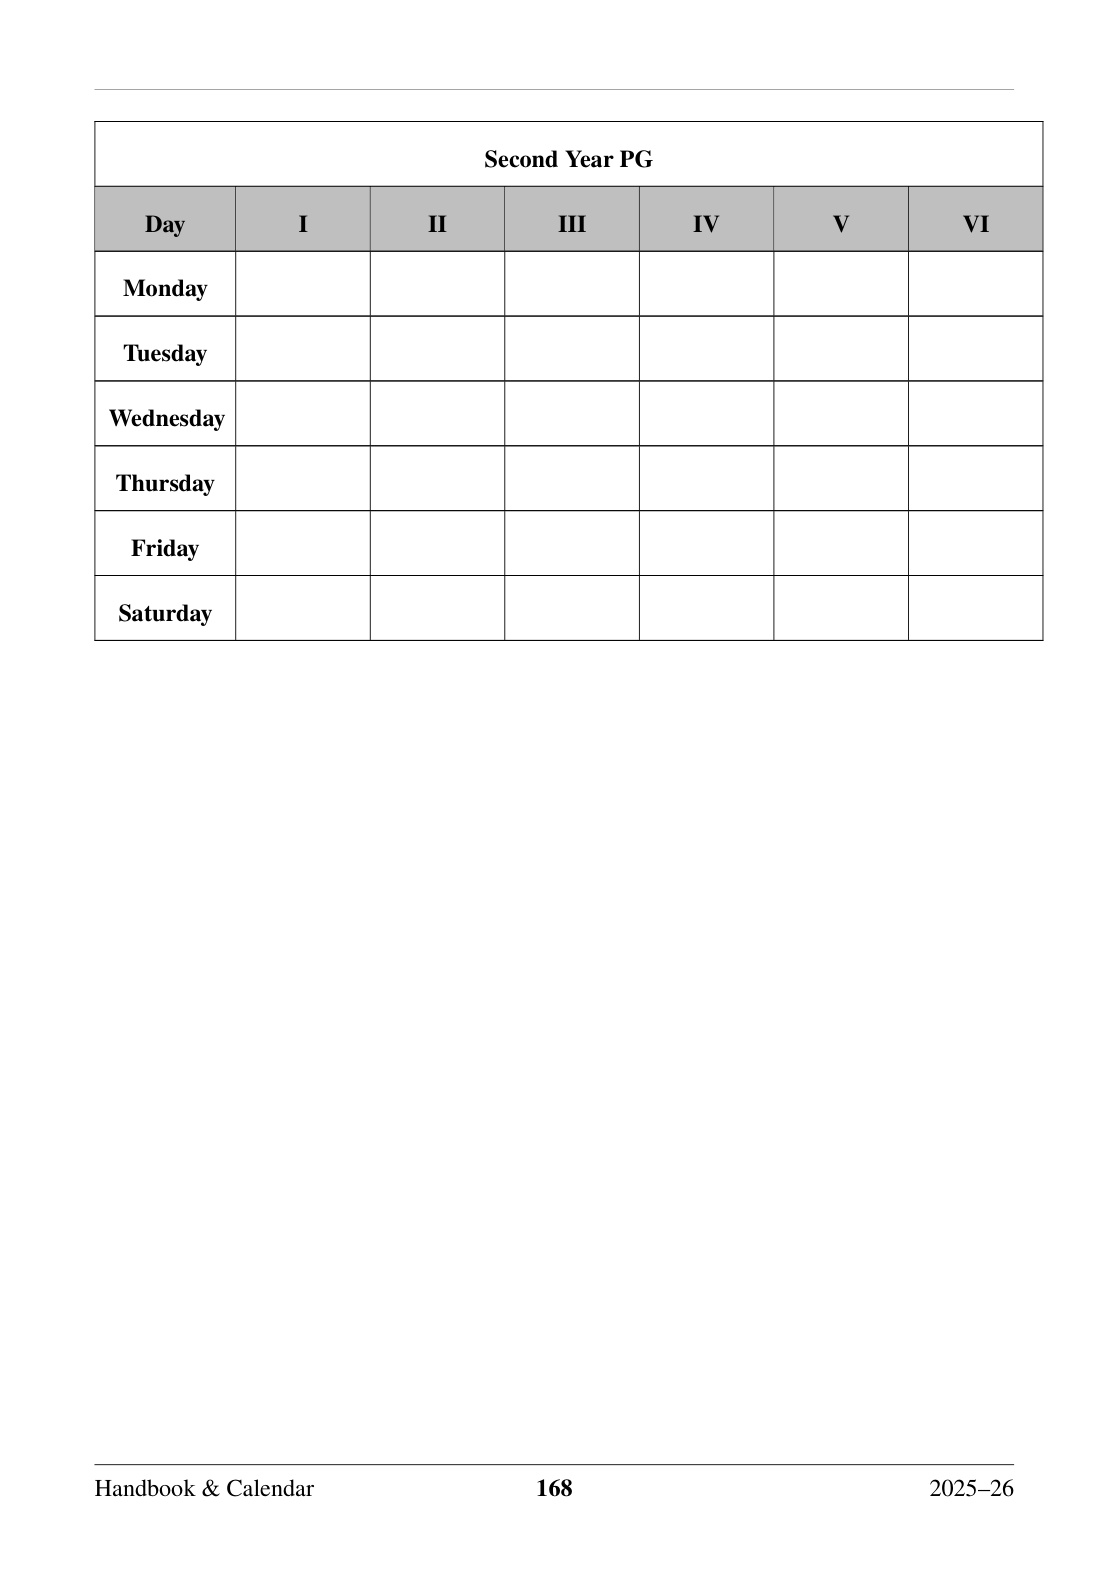 Second Year PG
Day I II III IV V VI
Monday
Tuesday
Wednesday
Thursday
Friday
Saturday
Handbook & Calendar 168 2025–26